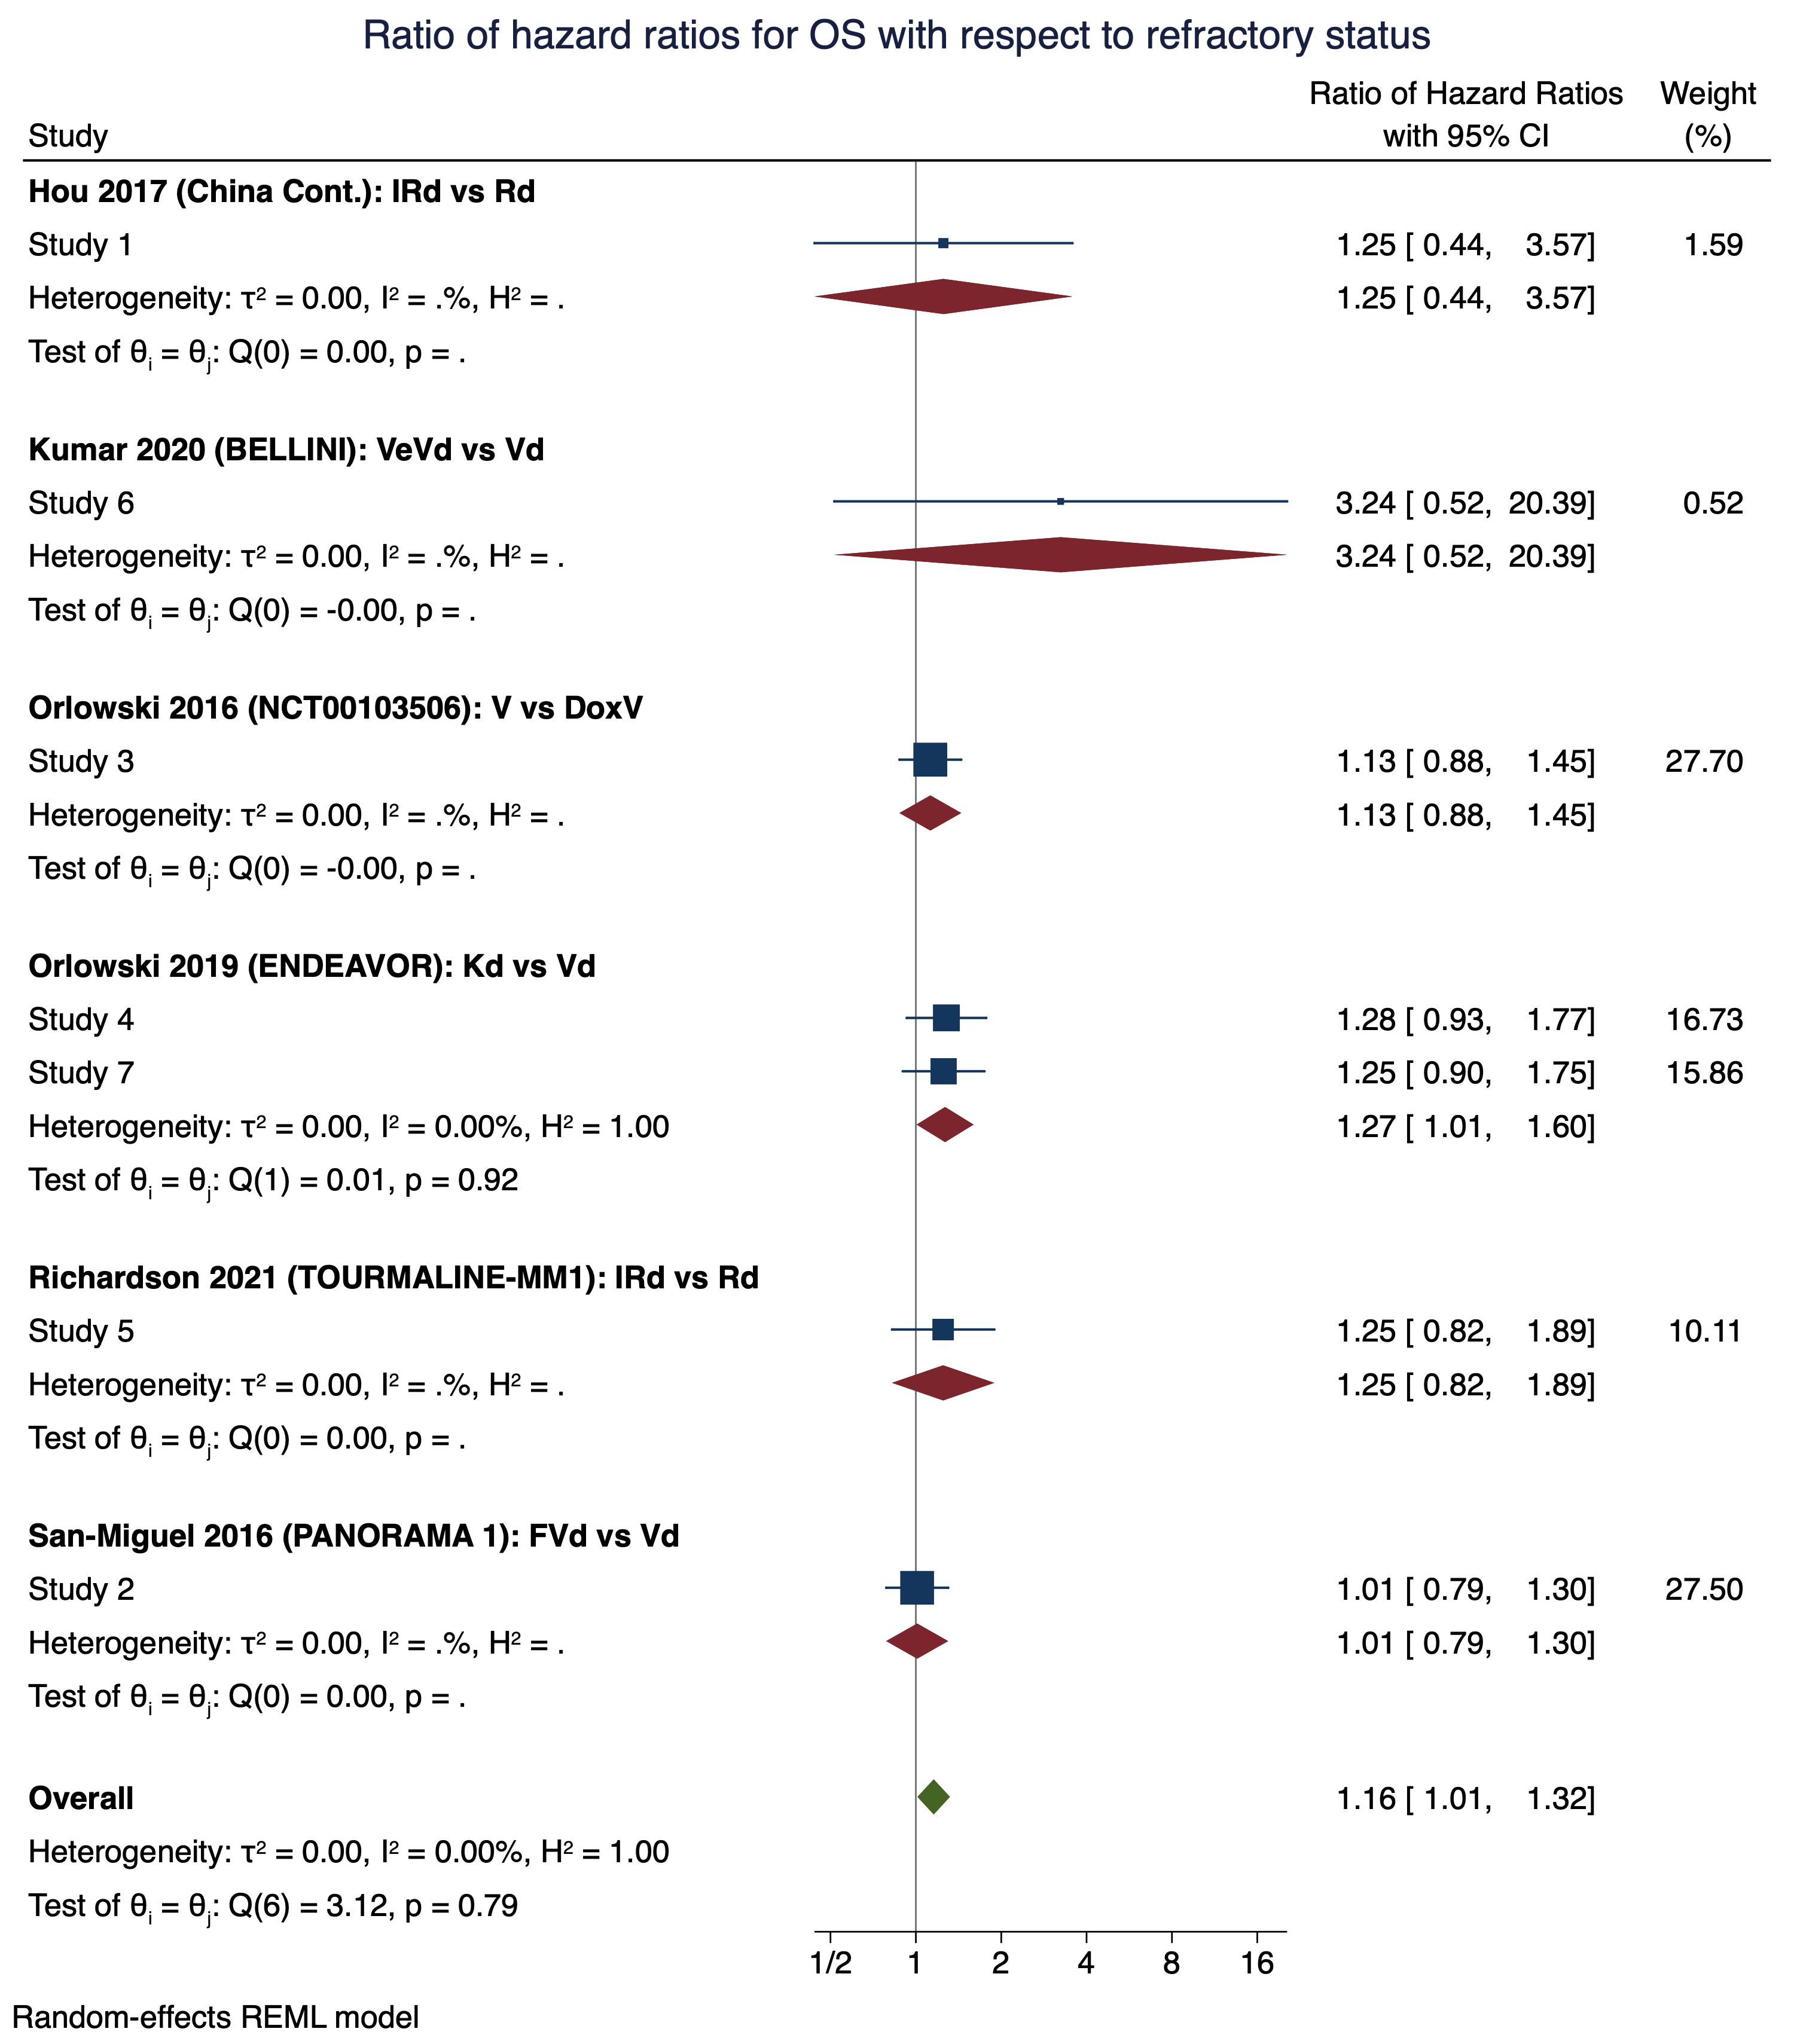 Ratio of hazard ratios for OS with respect to refractory status
Ratio of Hazard Ratios Weight
Study with 95% CI (%)
Hou 2017 (China Cont.): IRd vs Rd
Study 1 1.25 [ 0.44, 3.57] 1.59
Heterogeneity: τ² = 0.00, I² = .%, H² = . 1.25 [ 0.44, 3.57]
Test of θi = θj: Q(0) = 0.00, p = .
Kumar 2020 (BELLINI): VeVd vs Vd
Study 6 3.24 [ 0.52, 20.39] 0.52
Heterogeneity: τ² = 0.00, I² = .%, H² = . 3.24 [ 0.52, 20.39]
Test of θi = θj: Q(0) = -0.00, p = .
Orlowski 2016 (NCT00103506): V vs DoxV
Study 3 1.13 [ 0.88, 1.45] 27.70
Heterogeneity: τ² = 0.00, I² = .%, H² = . 1.13 [ 0.88, 1.45]
Test of θi = θj: Q(0) = -0.00, p = .
Orlowski 2019 (ENDEAVOR): Kd vs Vd
Study 4 1.28 [ 0.93, 1.77] 16.73
Study 7 1.25 [ 0.90, 1.75] 15.86
Heterogeneity: τ² = 0.00, I² = 0.00%, H² = 1.00 1.27 [ 1.01, 1.60]
Test of θi = θj: Q(1) = 0.01, p = 0.92
Richardson 2021 (TOURMALINE-MM1): IRd vs Rd
Study 5 1.25 [ 0.82, 1.89] 10.11
Heterogeneity: τ² = 0.00, I² = .%, H² = . 1.25 [ 0.82, 1.89]
Test of θi = θj: Q(0) = 0.00, p = .
San-Miguel 2016 (PANORAMA 1): FVd vs Vd
Study 2 1.01 [ 0.79, 1.30] 27.50
Heterogeneity: τ² = 0.00, I² = .%, H² = . 1.01 [ 0.79, 1.30]
Test of θi = θj: Q(0) = 0.00, p = .
Overall 1.16 [ 1.01, 1.32]
Heterogeneity: τ² = 0.00, I² = 0.00%, H² = 1.00
Test of θi = θj: Q(6) = 3.12, p = 0.79
1/2 1 2 4 8 16
Random-effects REML model